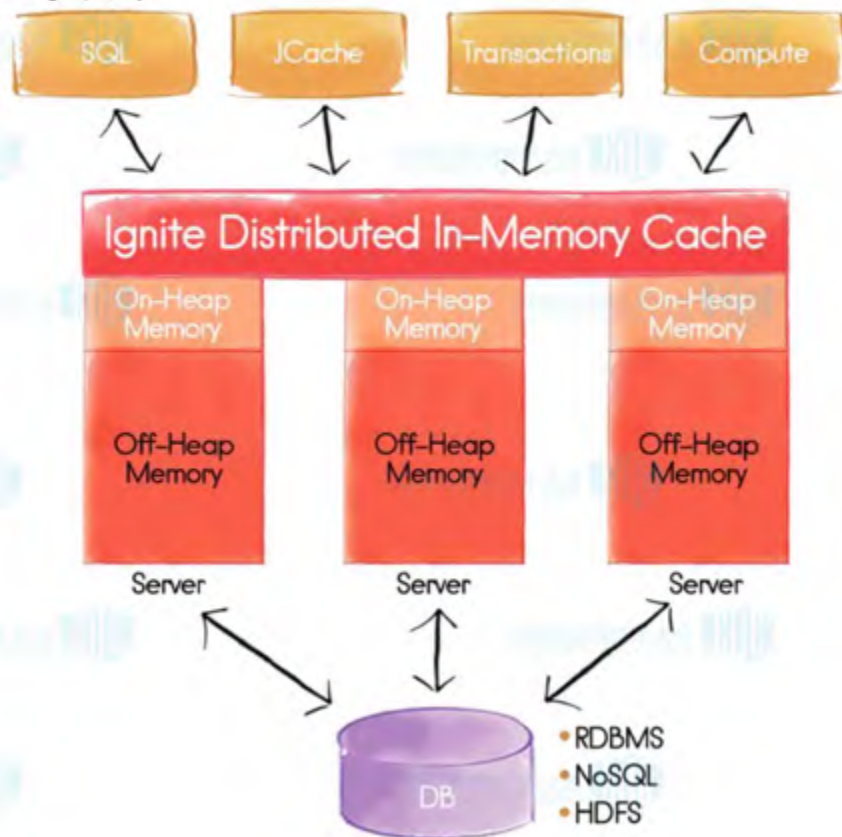 SQL
JCache
Transactions
Compute
Ignite Distributed In-Memory Cache
On-Heap
Memory
On-Heap
Memory
On-Heap
Memory
Off-Heap
Memory
Off-Heap
Memory
Off-Heap
Memory
Server
Server
Server
DB
• RDBMS
• NoSQL
• HDFS